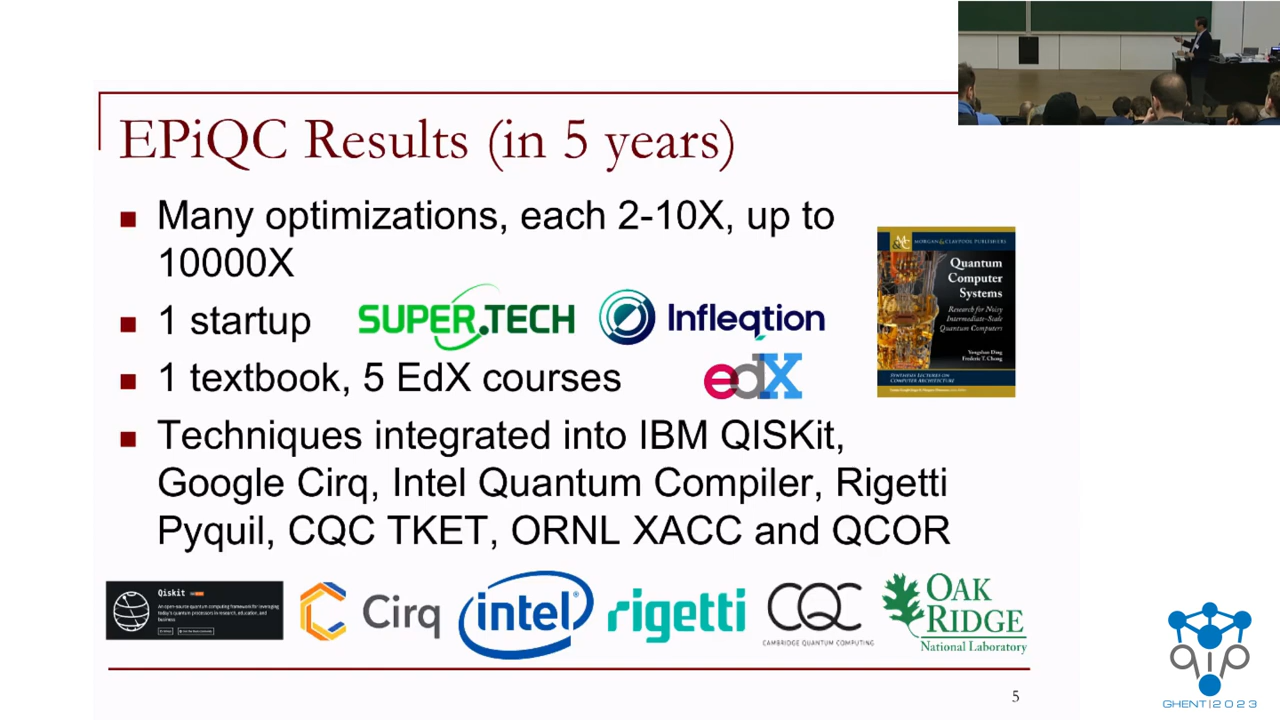 EPiQC Results (in 5 years)
Many optimizations, each 2-10X, up to
10000X
1 startup
SUPER.TECH
Infleqtion
1 textbook, 5 EdX courses
edX
MORGAN & CLAYPOOL PUBLISHERS
Quantum
Computer
Systems
Research for Noisy
Intermediate-Scale
Quantum Computers
Yongshan Ding
Frederic T. Chong
SYNTHESIS LECTURES ON
COMPUTER ARCHITECTURE
Techniques integrated into IBM QISKit,
Google Cirq, Intel Quantum Compiler, Rigetti
Pyquil, CQC TKET, ORNL XACC and QCOR
Qiskit
An open-source quantum computing framework for leveraging
today's quantum processors in research, education, and
business
Cirq
intel®
rigetti
CQC
CAMBRIDGE QUANTUM COMPUTING
OAK
RIDGE
National Laboratory
5
qip
GHENT|2023